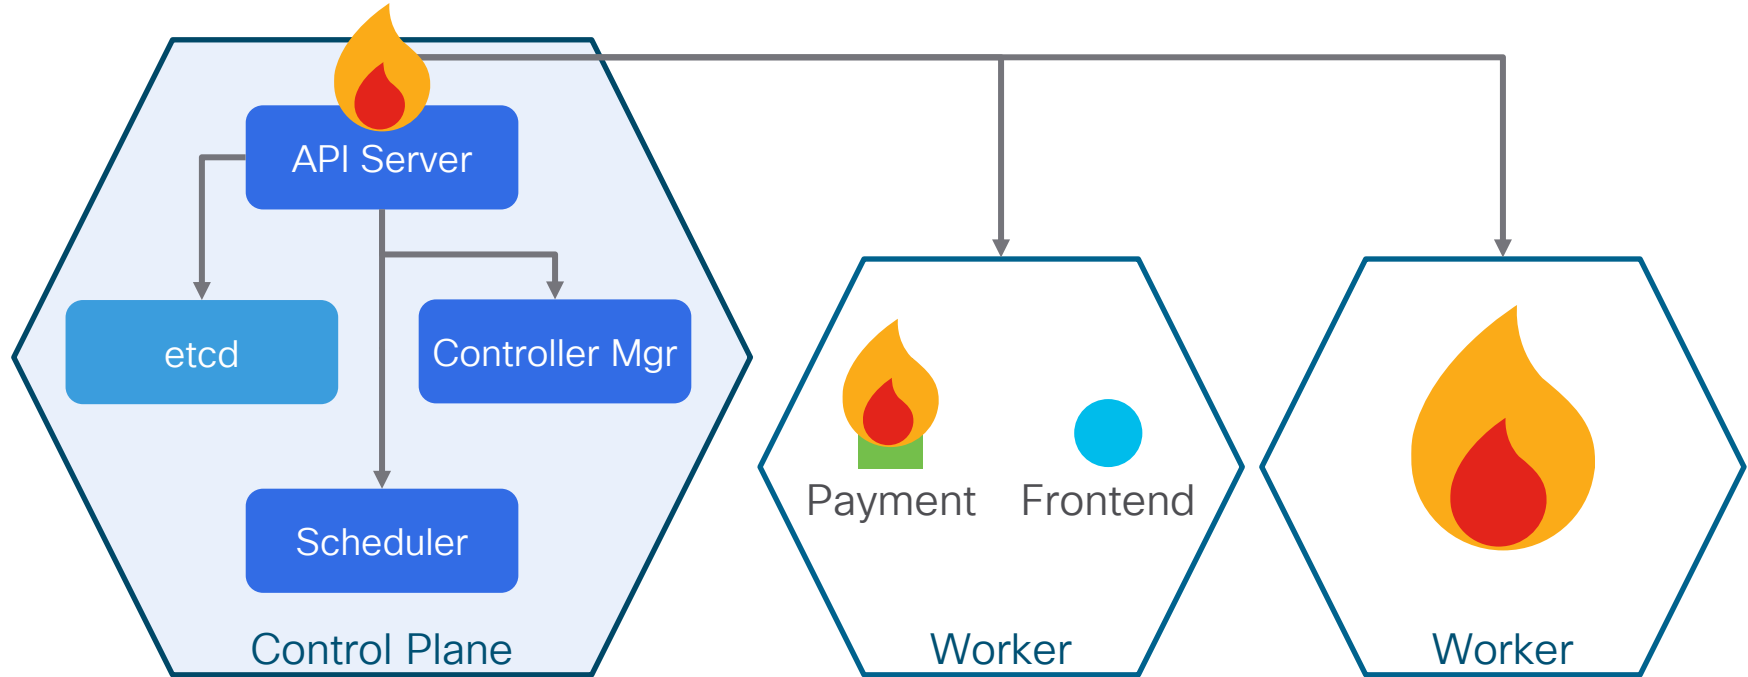 API Server
etcd
Controller Mgr
Scheduler
Control Plane
Payment
Frontend
Worker
Worker